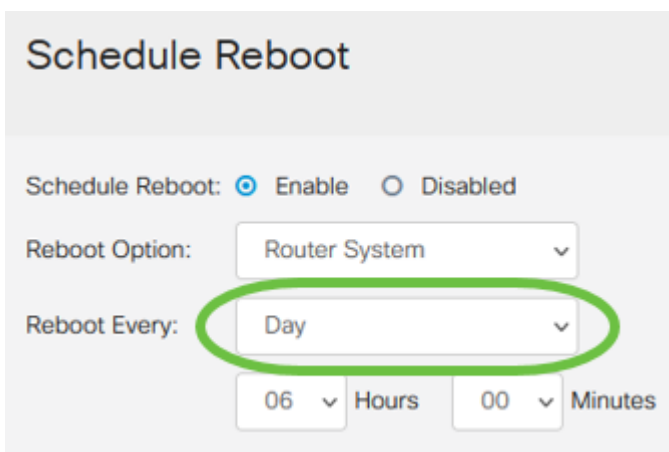 Schedule Reboot
Schedule Reboot: Enable Disabled
Reboot Option: Router System
Reboot Every: Day
06 Hours 00 Minutes